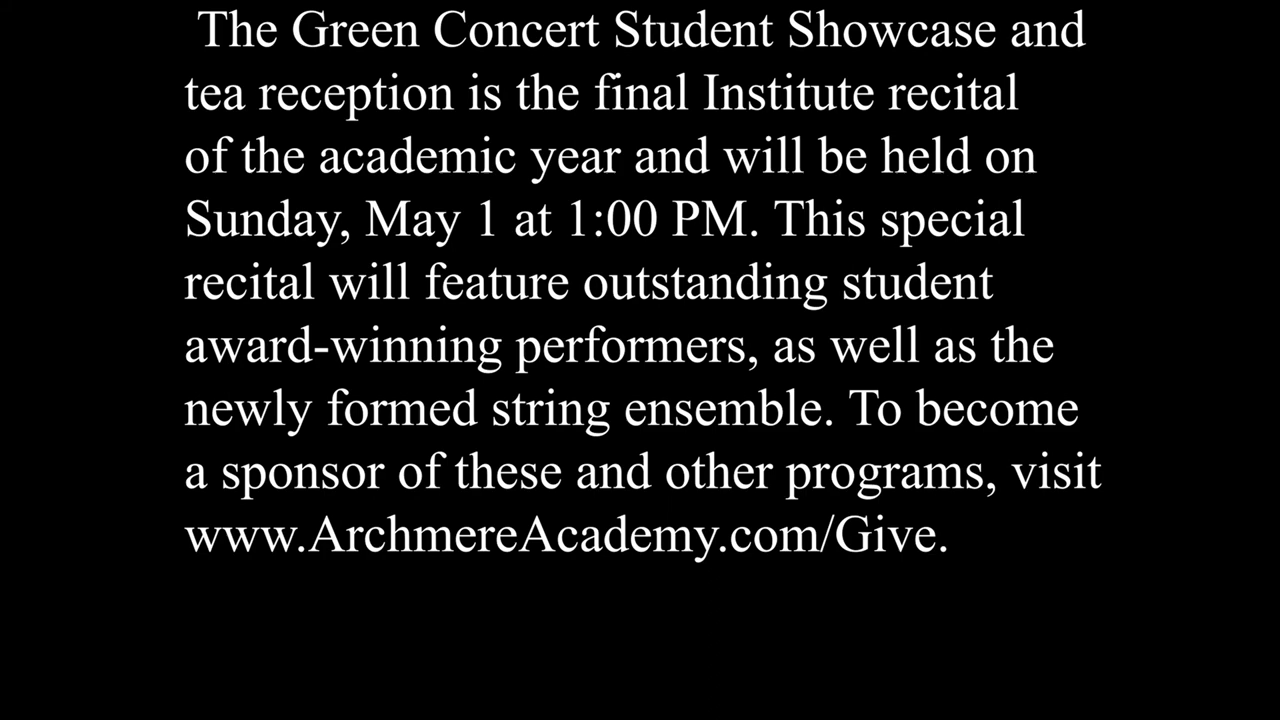 The Green Concert Student Showcase and
tea reception is the final Institute recital
of the academic year and will be held on
Sunday, May 1 at 1:00 PM. This special
recital will feature outstanding student
award-winning performers, as well as the
newly formed string ensemble. To become
a sponsor of these and other programs, visit
www.ArchmereAcademy.com/Give.